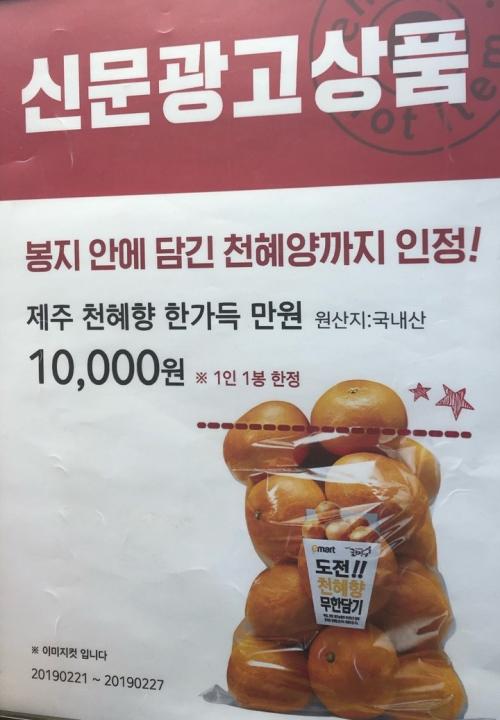 신문광고상품
hot item
봉지 안에 담긴 천혜양까지 인정!
제주 천혜향 한가득 만원 원산지:국내산
10,000원 ※ 1인 1봉 한정
emart
도전!!
천혜향
무한담기
※ 이미지컷 입니다
20190221 ~ 20190227